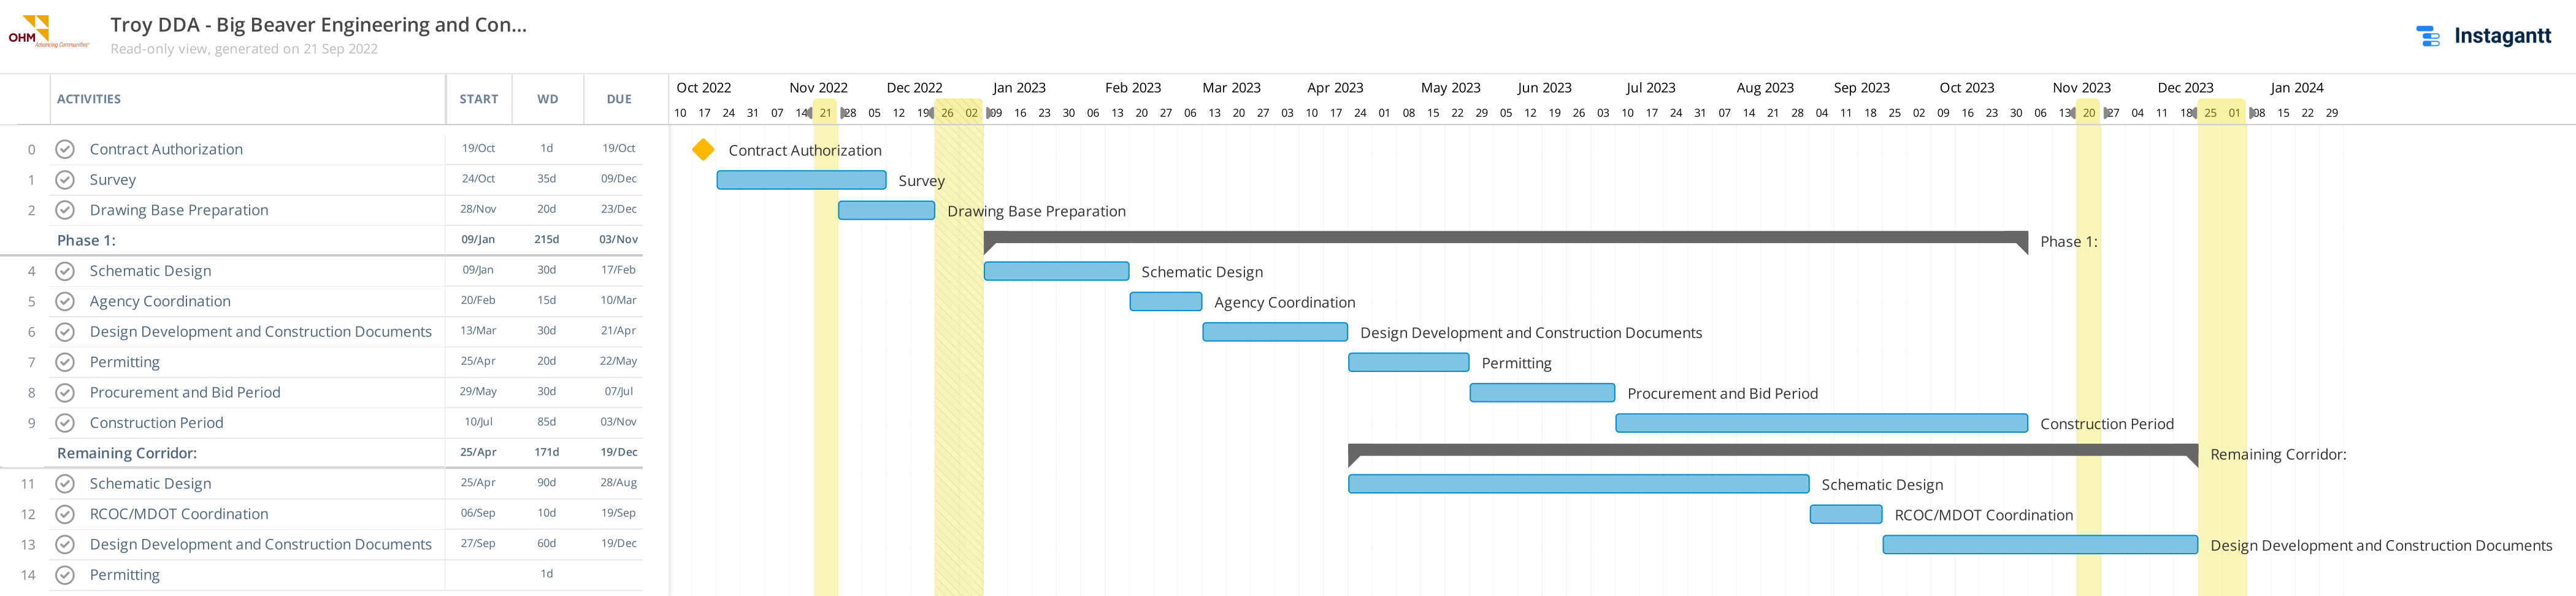 OHM
Advancing Communities®
Troy DDA - Big Beaver Engineering and Con...
Read-only view, generated on 21 Sep 2022
Instagantt
ACTIVITIES START WD DUE
Oct 2022 Nov 2022 Dec 2022 Jan 2023 Feb 2023 Mar 2023 Apr 2023 May 2023 Jun 2023 Jul 2023 Aug 2023 Sep 2023 Oct 2023 Nov 2023 Dec 2023 Jan 2024
10 17 24 31 07 14 21 28 05 12 19 26 02 09 16 23 30 06 13 20 27 06 13 20 27 03 10 17 24 01 08 15 22 29 05 12 19 26 03 10 17 24 31 07 14 21 28 04 11 18 25 02 09 16 23 30 06 13 20 27 04 11 18 25 01 08 15 22 29
0 Contract Authorization 19/Oct 1d 19/Oct Contract Authorization
1 Survey 24/Oct 35d 09/Dec Survey
2 Drawing Base Preparation 28/Nov 20d 23/Dec Drawing Base Preparation
Phase 1: 09/Jan 215d 03/Nov Phase 1:
4 Schematic Design 09/Jan 30d 17/Feb Schematic Design
5 Agency Coordination 20/Feb 15d 10/Mar Agency Coordination
6 Design Development and Construction Documents 13/Mar 30d 21/Apr Design Development and Construction Documents
7 Permitting 25/Apr 20d 22/May Permitting
8 Procurement and Bid Period 29/May 30d 07/Jul Procurement and Bid Period
9 Construction Period 10/Jul 85d 03/Nov Construction Period
Remaining Corridor: 25/Apr 171d 19/Dec Remaining Corridor:
11 Schematic Design 25/Apr 90d 28/Aug Schematic Design
12 RCOC/MDOT Coordination 06/Sep 10d 19/Sep RCOC/MDOT Coordination
13 Design Development and Construction Documents 27/Sep 60d 19/Dec Design Development and Construction Documents
14 Permitting 1d